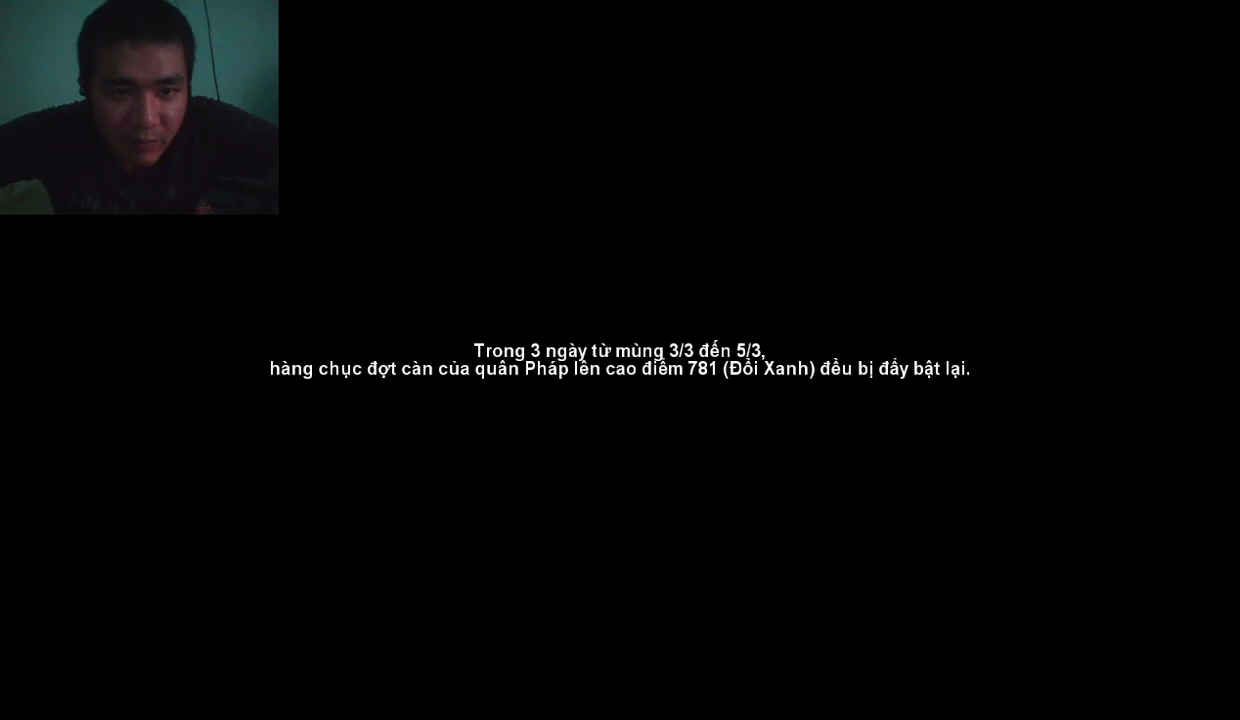 Trong 3 ngày từ mùng 3/3 đến 5/3,
hàng chục đợt càn của quân Pháp lên cao điểm 781 (Đồi Xanh) đều bị đẩy bật lại.